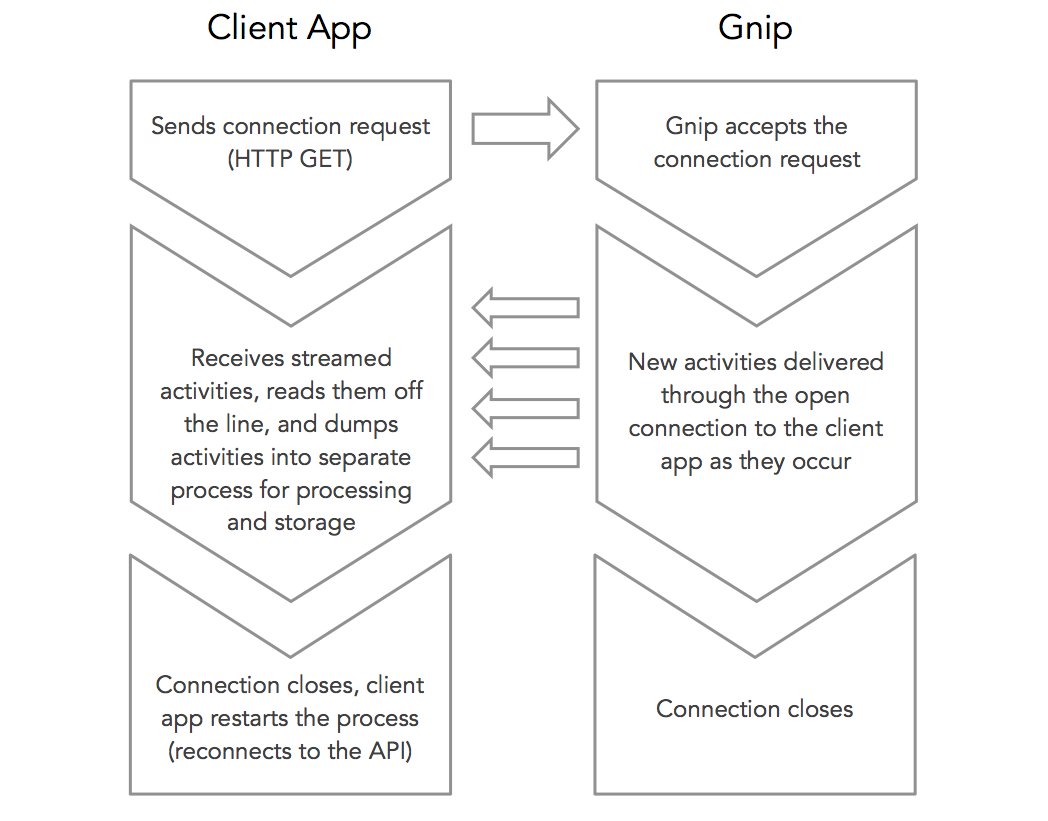 Client App
Gnip
Sends connection request
(HTTP GET)
Gnip accepts the
connection request
Receives streamed
activities, reads them off
the line, and dumps
activities into separate
process for processing
and storage
New activities delivered
through the open
connection to the client
app as they occur
Connection closes, client
app restarts the process
(reconnects to the API)
Connection closes